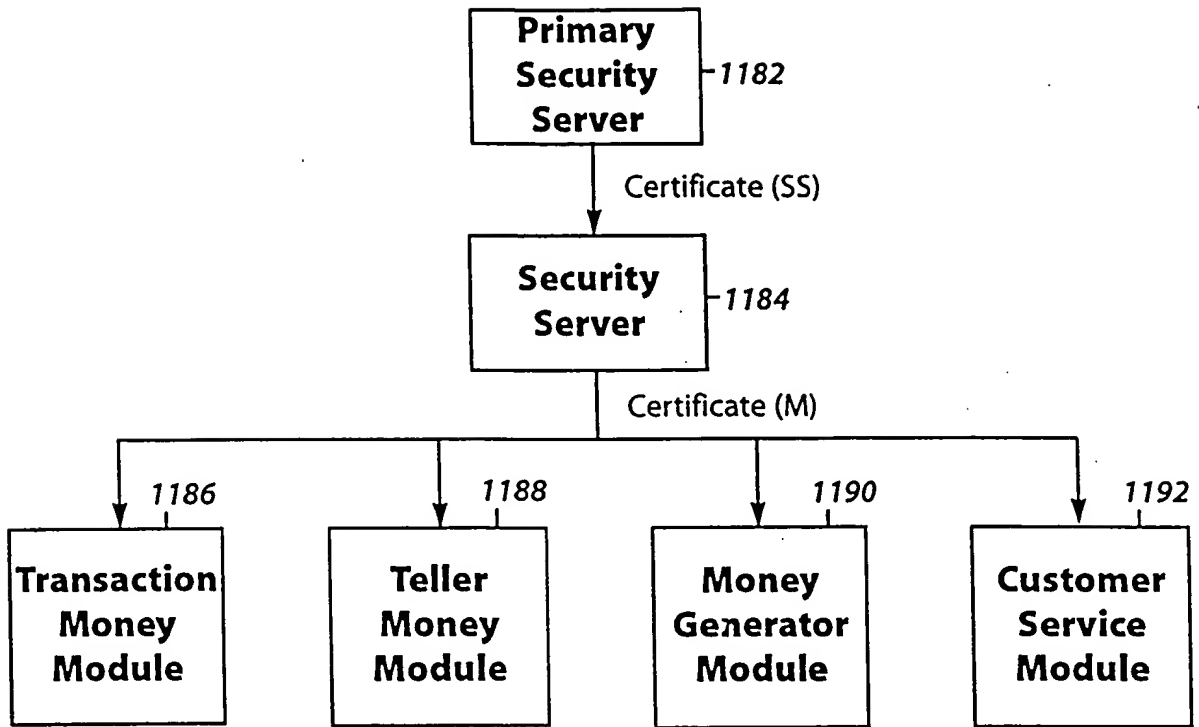 Primary
Security
Server
1182
Certificate (SS)
Security
Server
1184
Certificate (M)
1186
1188
1190
1192
Transaction
Money
Module
Teller
Money
Module
Money
Generator
Module
Customer
Service
Module